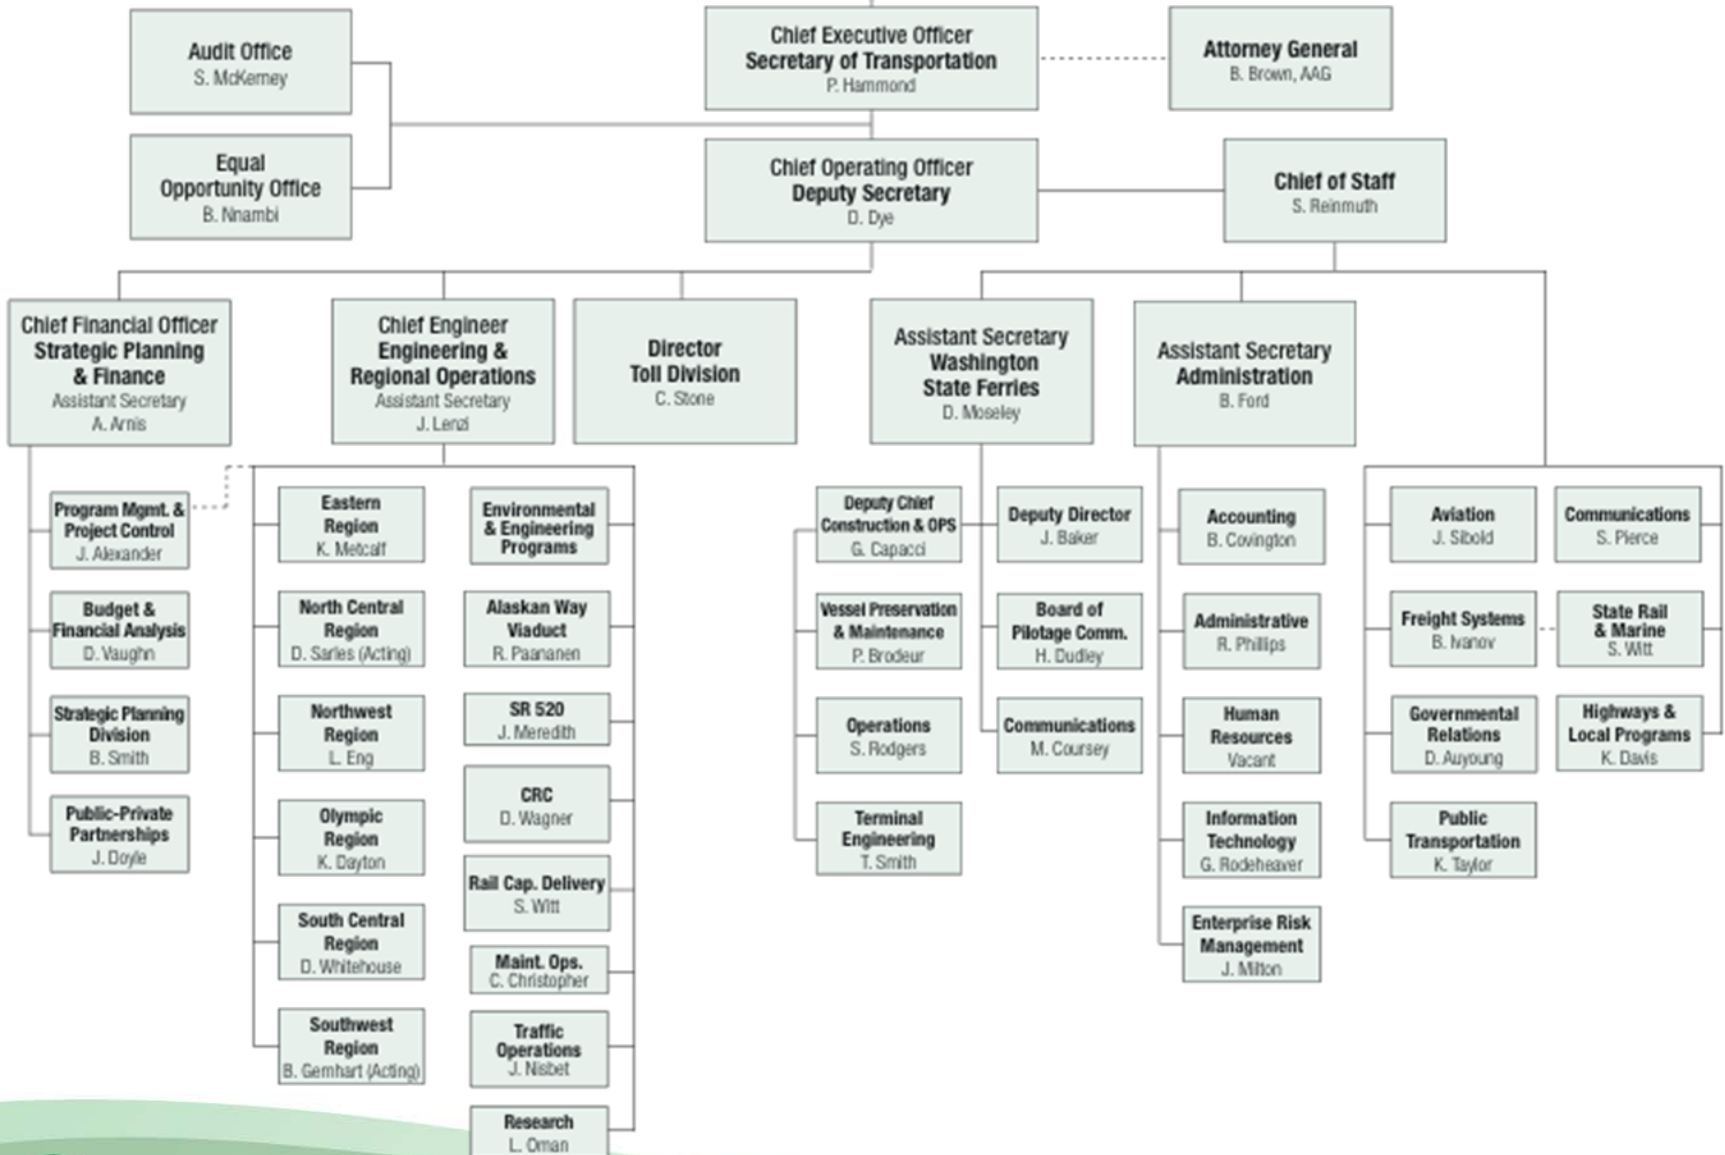 Audit Office
S. McKerney
Chief Executive Officer
Secretary of Transportation
P. Hammond
Attorney General
B. Brown, AAG
Equal
Opportunity Office
B. Nnambi
Chief Operating Officer
Deputy Secretary
D. Dye
Chief of Staff
S. Reinmuth
Chief Financial Officer
Strategic Planning
& Finance
Assistant Secretary
A. Arnis
Chief Engineer
Engineering &
Regional Operations
Assistant Secretary
J. Lenzi
Director
Toll Division
C. Stone
Assistant Secretary
Washington
State Ferries
D. Moseley
Assistant Secretary
Administration
B. Ford
Program Mgmt. &
Project Control
J. Alexander
Budget &
Financial Analysis
D. Vaughn
Strategic Planning
Division
B. Smith
Public-Private
Partnerships
J. Doyle
Eastern
Region
K. Metcalf
North Central
Region
D. Sarles (Acting)
Northwest
Region
L. Eng
Olympic
Region
K. Dayton
South Central
Region
D. Whitehouse
Southwest
Region
B. Gernhart (Acting)
Environmental
& Engineering
Programs
Alaskan Way
Viaduct
R. Paananen
SR 520
J. Meredith
CRC
D. Wagner
Rail Cap. Delivery
S. Witt
Maint. Ops.
C. Christopher
Traffic
Operations
J. Nisbet
Research
L. Oman
Deputy Chief
Construction & OPS
G. Capacci
Vessel Preservation
& Maintenance
P. Brodeur
Operations
S. Rodgers
Terminal
Engineering
T. Smith
Deputy Director
J. Baker
Board of
Pilotage Comm.
H. Dudley
Communications
M. Coursey
Accounting
B. Covington
Administrative
R. Phillips
Human
Resources
Vacant
Information
Technology
G. Rodeheaver
Enterprise Risk
Management
J. Milton
Aviation
J. Sibold
Freight Systems
B. Ivanov
Governmental
Relations
D. Auyoung
Public
Transportation
K. Taylor
Communications
S. Pierce
State Rail
& Marine
S. Witt
Highways &
Local Programs
K. Davis